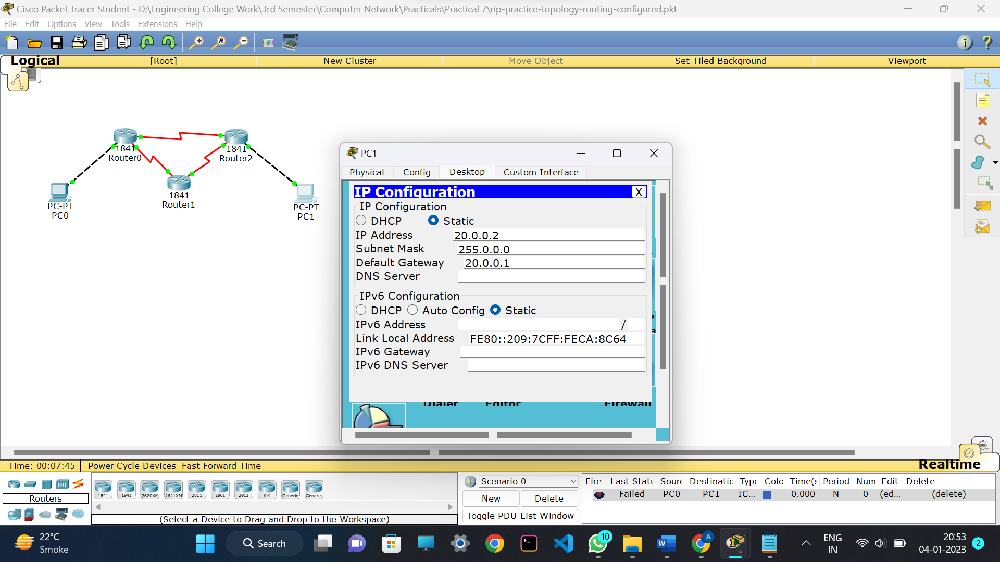 Cisco Packet Tracer Student - D:\Engineering College Work\3rd Semester\Computer Network\Practicals\Practical 7\rip-practice-topology-routing-configured.pkt
File Edit Options View Tools Extensions Help
Logical [Root] New Cluster Move Object Set Tiled Background Viewport
1841
Router0
1841
Router2
1841
Router1
PC-PT
PC0
PC-PT
PC1
PC1
Physical Config Desktop Custom Interface
IP Configuration X
IP Configuration
DHCP Static
IP Address 20.0.0.2
Subnet Mask 255.0.0.0
Default Gateway 20.0.0.1
DNS Server
IPv6 Configuration
DHCP Auto Config Static
IPv6 Address /
Link Local Address FE80::209:7CFF:FECA:8C64
IPv6 Gateway
IPv6 DNS Server
Dialer Editor Firewall
Time: 00:07:45 Power Cycle Devices Fast Forward Time Realtime
Routers
1841 1941 2620XM 2621XM 2811 2901 2911 819 Generic Generic
(Select a Device to Drag and Drop to the Workspace)
Scenario 0
New Delete
Toggle PDU List Window
Fire Last Statu Sourc Destinatic Type Colo Time(s Period Num Edit Delete
Failed PC0 PC1 IC... 0.000 N 0 (ed... (delete)
22°C
Smoke
Search
10
A
ENG
IN
20:53
04-01-2023
2